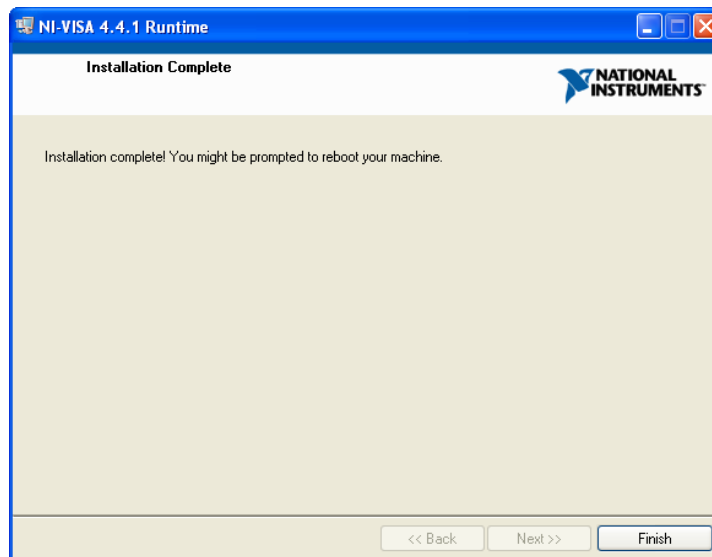 NI-VISA 4.4.1 Runtime
Installation Complete
NATIONAL
INSTRUMENTS™
Installation complete! You might be prompted to reboot your machine.
<< Back Next >> Finish